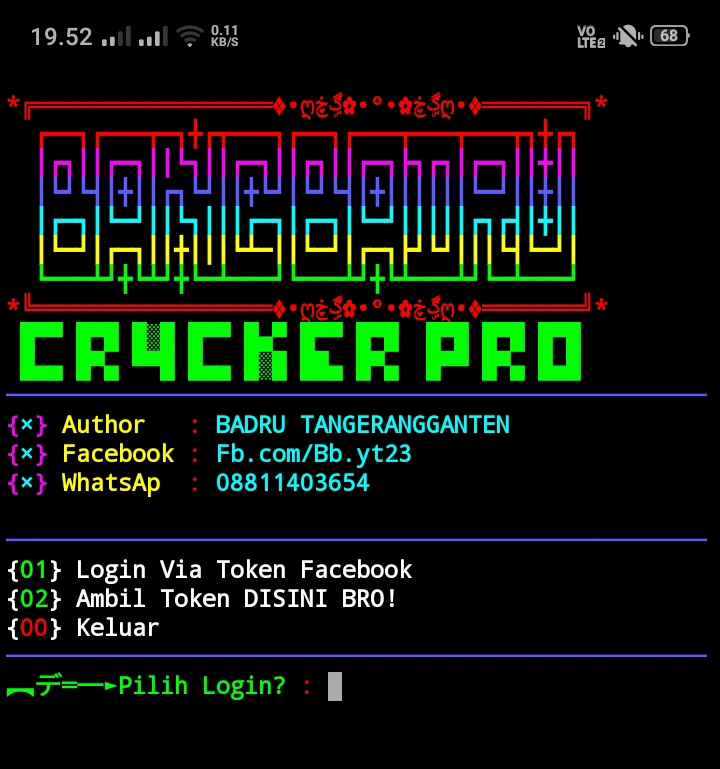 19.52 0.11 KB/S VO LTE2 68
CR4CKER PRO
{×} Author : BADRU TANGERANGGANTEN
{×} Facebook : Fb.com/Bb.yt23
{×} WhatsAp : 08811403654
{01} Login Via Token Facebook
{02} Ambil Token DISINI BRO!
{00} Keluar
︻デ=一►Pilih Login? :